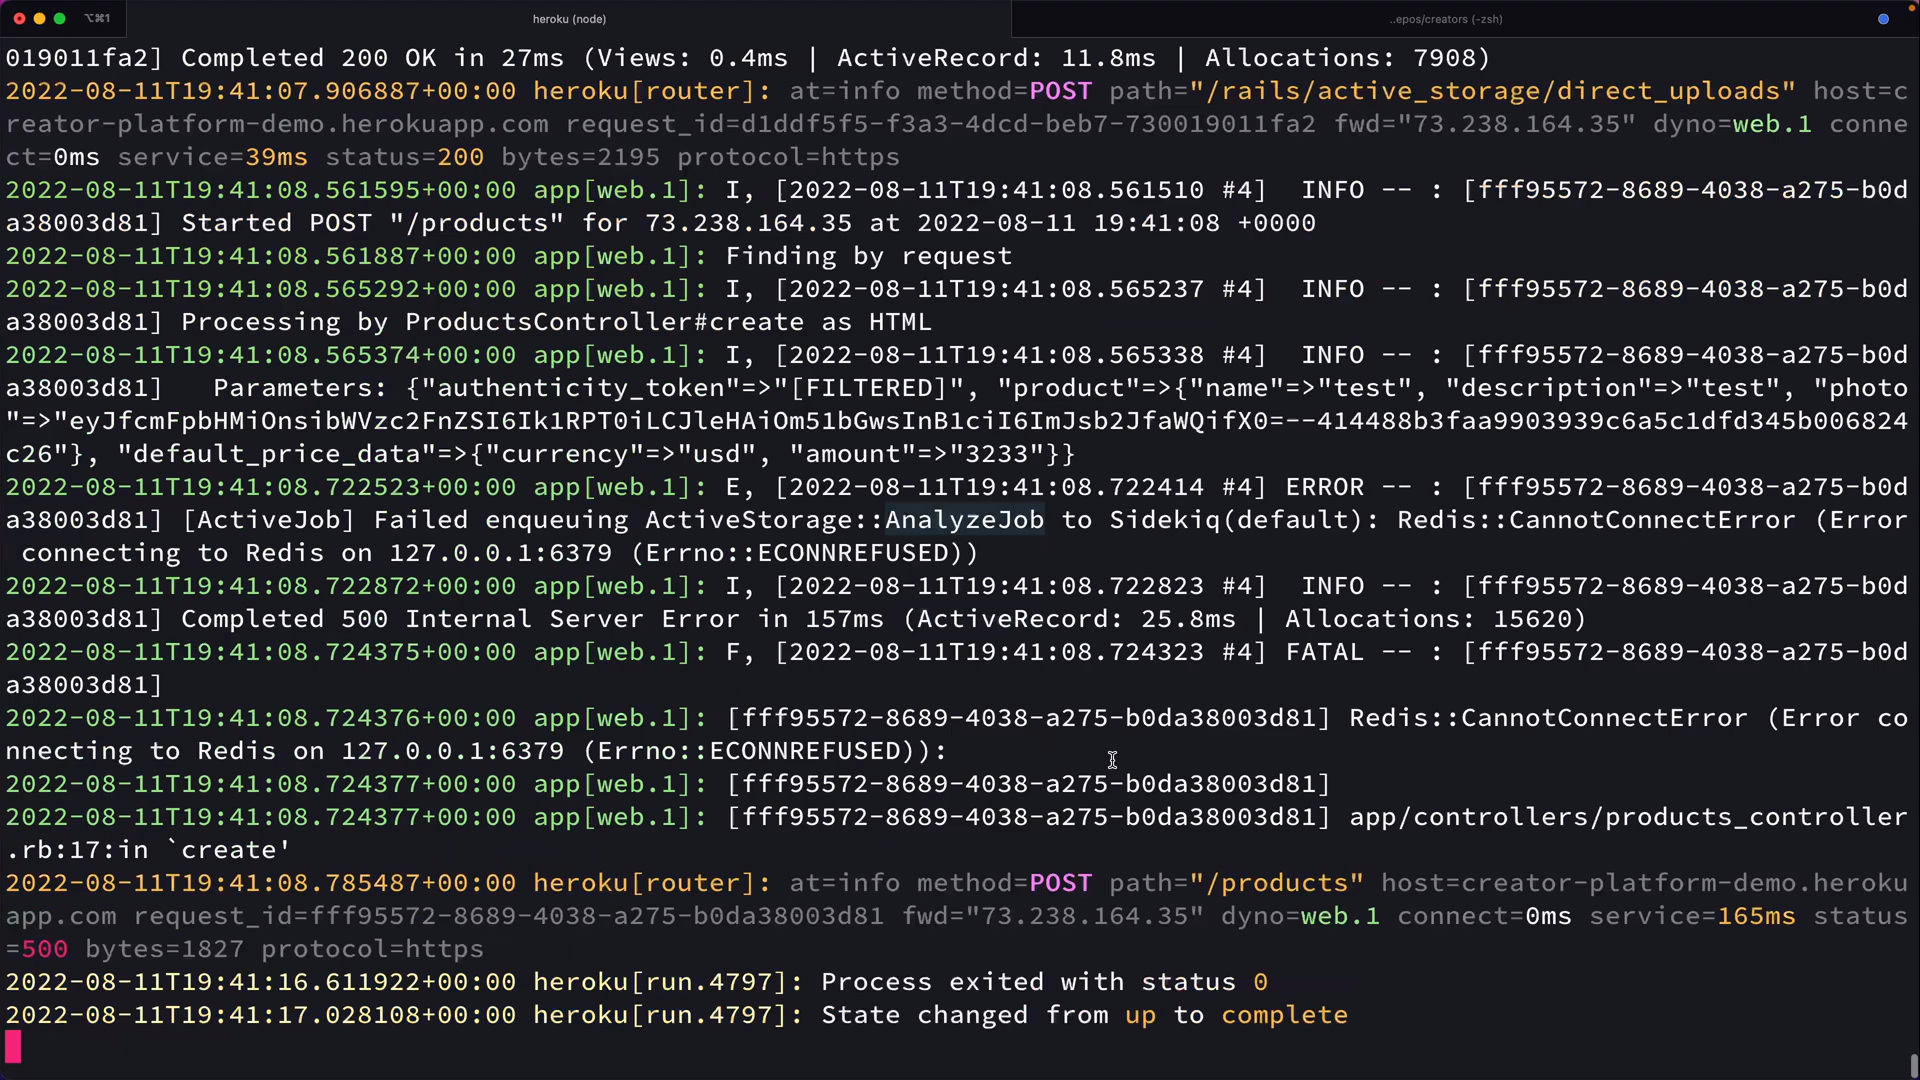 ⌥⌘1
heroku (node)
..epos/creators (-zsh)
019011fa2] Completed 200 OK in 27ms (Views: 0.4ms | ActiveRecord: 11.8ms | Allocations: 7908)
2022-08-11T19:41:07.906887+00:00 heroku[router]: at=info method=POST path="/rails/active_storage/direct_uploads" host=c
reator-platform-demo.herokuapp.com request_id=d1ddf5f5-f3a3-4dcd-beb7-730019011fa2 fwd="73.238.164.35" dyno=web.1 conne
ct=0ms service=39ms status=200 bytes=2195 protocol=https
2022-08-11T19:41:08.561595+00:00 app[web.1]: I, [2022-08-11T19:41:08.561510 #4]  INFO -- : [fff95572-8689-4038-a275-b0d
a38003d81] Started POST "/products" for 73.238.164.35 at 2022-08-11 19:41:08 +0000
2022-08-11T19:41:08.561887+00:00 app[web.1]: Finding by request
2022-08-11T19:41:08.565292+00:00 app[web.1]: I, [2022-08-11T19:41:08.565237 #4]  INFO -- : [fff95572-8689-4038-a275-b0d
a38003d81] Processing by ProductsController#create as HTML
2022-08-11T19:41:08.565374+00:00 app[web.1]: I, [2022-08-11T19:41:08.565338 #4]  INFO -- : [fff95572-8689-4038-a275-b0d
a38003d81]   Parameters: {"authenticity_token"=>"[FILTERED]", "product"=>{"name"=>"test", "description"=>"test", "photo
"=>"eyJfcmFpbHMiOnsibWVzc2FnZSI6Ik1RPT0iLCJleHAiOm51bGwsInB1ciI6ImJsb2JfaWQifX0=--414488b3faa9903939c6a5c1dfd345b006824
c26"}, "default_price_data"=>{"currency"=>"usd", "amount"=>"3233"}}
2022-08-11T19:41:08.722523+00:00 app[web.1]: E, [2022-08-11T19:41:08.722414 #4] ERROR -- : [fff95572-8689-4038-a275-b0d
a38003d81] [ActiveJob] Failed enqueuing ActiveStorage::AnalyzeJob to Sidekiq(default): Redis::CannotConnectError (Error
 connecting to Redis on 127.0.0.1:6379 (Errno::ECONNREFUSED))
2022-08-11T19:41:08.722872+00:00 app[web.1]: I, [2022-08-11T19:41:08.722823 #4]  INFO -- : [fff95572-8689-4038-a275-b0d
a38003d81] Completed 500 Internal Server Error in 157ms (ActiveRecord: 25.8ms | Allocations: 15620)
2022-08-11T19:41:08.724375+00:00 app[web.1]: F, [2022-08-11T19:41:08.724323 #4] FATAL -- : [fff95572-8689-4038-a275-b0d
a38003d81]
2022-08-11T19:41:08.724376+00:00 app[web.1]: [fff95572-8689-4038-a275-b0da38003d81] Redis::CannotConnectError (Error co
nnecting to Redis on 127.0.0.1:6379 (Errno::ECONNREFUSED)):
2022-08-11T19:41:08.724377+00:00 app[web.1]: [fff95572-8689-4038-a275-b0da38003d81]
2022-08-11T19:41:08.724377+00:00 app[web.1]: [fff95572-8689-4038-a275-b0da38003d81] app/controllers/products_controller
.rb:17:in `create'
2022-08-11T19:41:08.785487+00:00 heroku[router]: at=info method=POST path="/products" host=creator-platform-demo.heroku
app.com request_id=fff95572-8689-4038-a275-b0da38003d81 fwd="73.238.164.35" dyno=web.1 connect=0ms service=165ms status
=500 bytes=1827 protocol=https
2022-08-11T19:41:16.611922+00:00 heroku[run.4797]: Process exited with status 0
2022-08-11T19:41:17.028108+00:00 heroku[run.4797]: State changed from up to complete